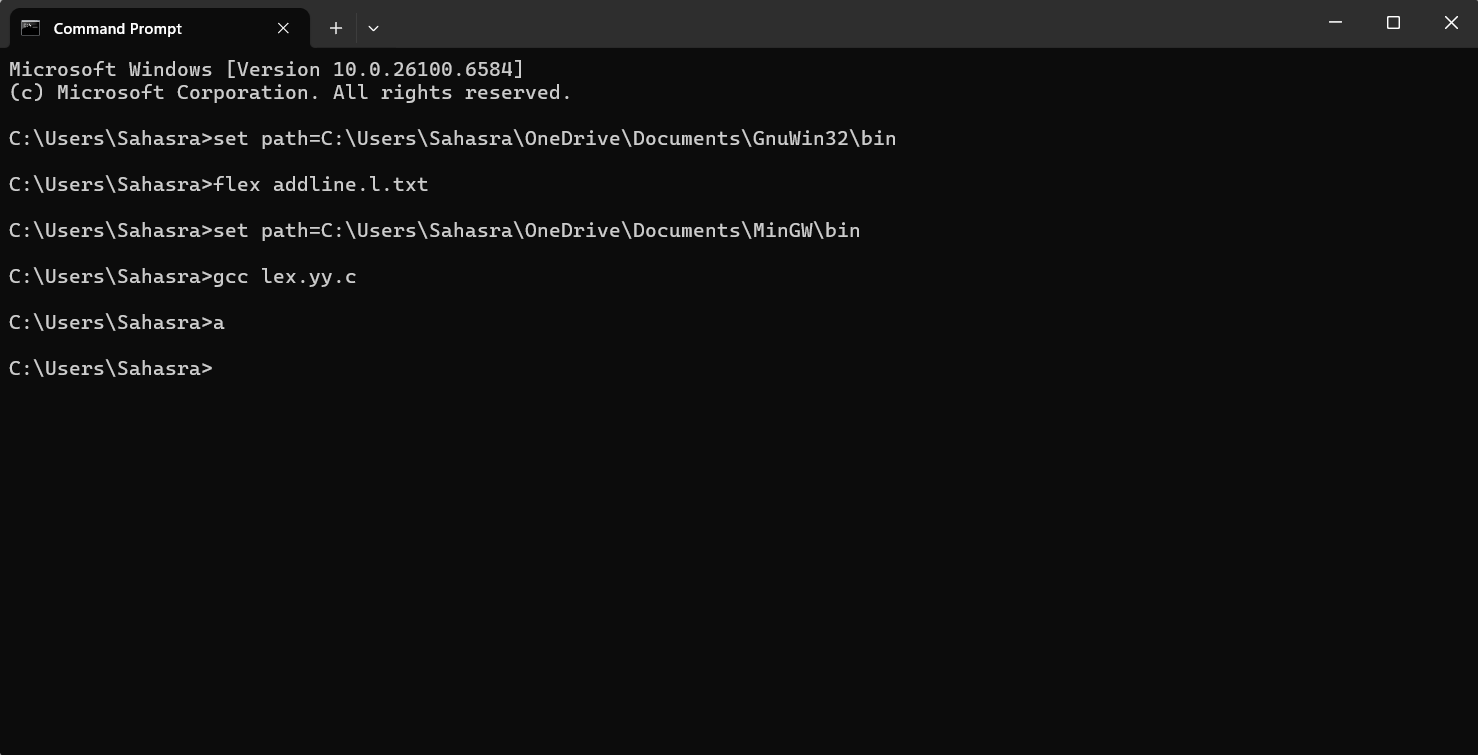 Command Prompt
Microsoft Windows [Version 10.0.26100.6584]
(c) Microsoft Corporation. All rights reserved.
C:\Users\Sahasra>set path=C:\Users\Sahasra\OneDrive\Documents\GnuWin32\bin
C:\Users\Sahasra>flex addline.l.txt
C:\Users\Sahasra>set path=C:\Users\Sahasra\OneDrive\Documents\MinGW\bin
C:\Users\Sahasra>gcc lex.yy.c
C:\Users\Sahasra>a
C:\Users\Sahasra>